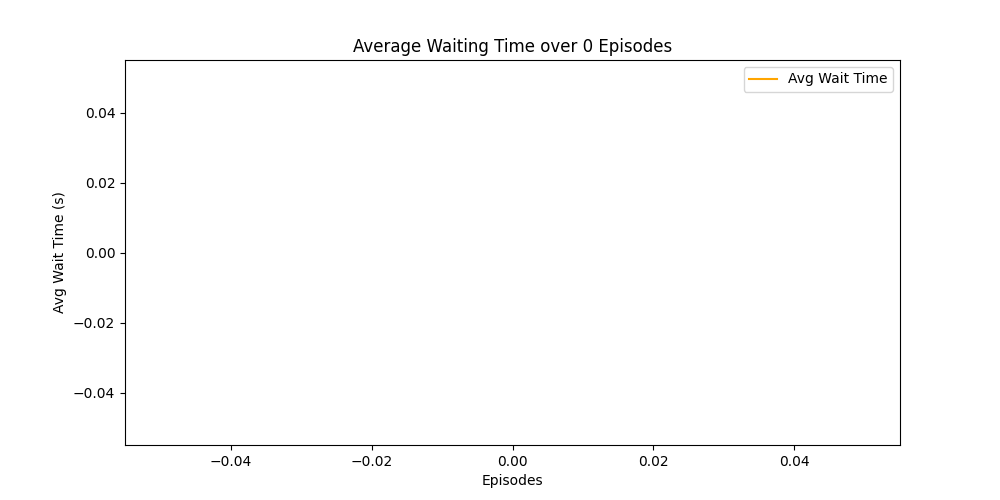 Average Waiting Time over 0 Episodes
Avg Wait Time
0.04
0.02
0.00
−0.02
−0.04
Avg Wait Time (s)
−0.04
−0.02
0.00
0.02
0.04
Episodes